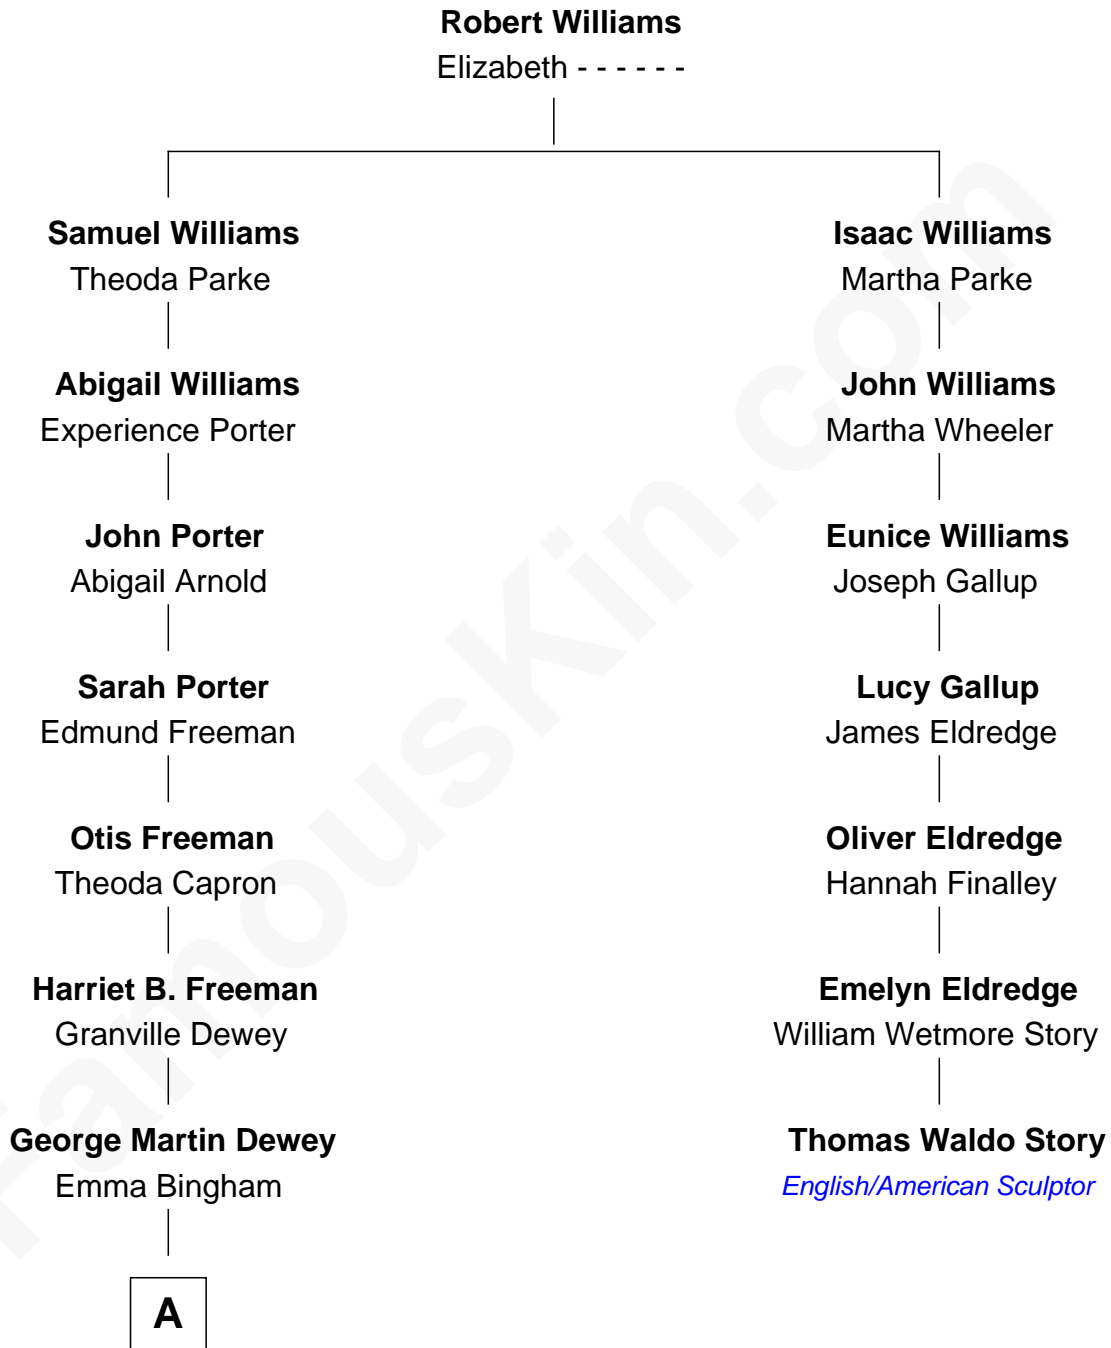 Robert Williams
Elizabeth - - - - - -
Samuel Williams
Theoda Parke
Isaac Williams
Martha Parke
Abigail Williams
Experience Porter
John Williams
Martha Wheeler
John Porter
Abigail Arnold
Eunice Williams
Joseph Gallup
Sarah Porter
Edmund Freeman
Lucy Gallup
James Eldredge
Otis Freeman
Theoda Capron
Oliver Eldredge
Hannah Finalley
Harriet B. Freeman
Granville Dewey
Emelyn Eldredge
William Wetmore Story
George Martin Dewey
Emma Bingham
Thomas Waldo Story
English/American Sculptor
A
FamousKin.com